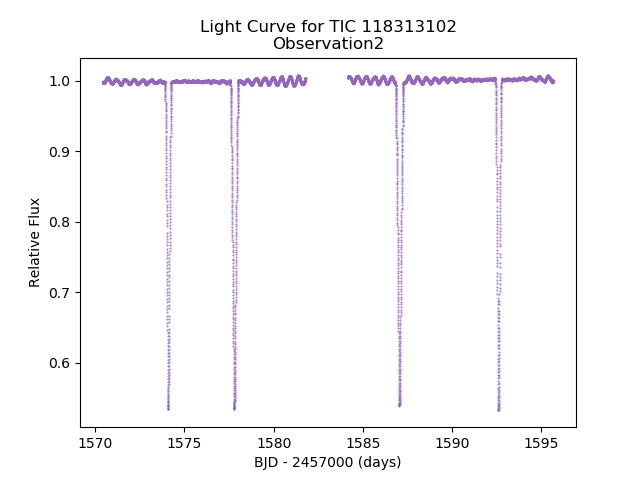 Light Curve for TIC 118313102
Observation2
1.0
0.9
0.8
0.7
0.6
Relative Flux
1570
1575
1580
1585
1590
1595
BJD - 2457000 (days)